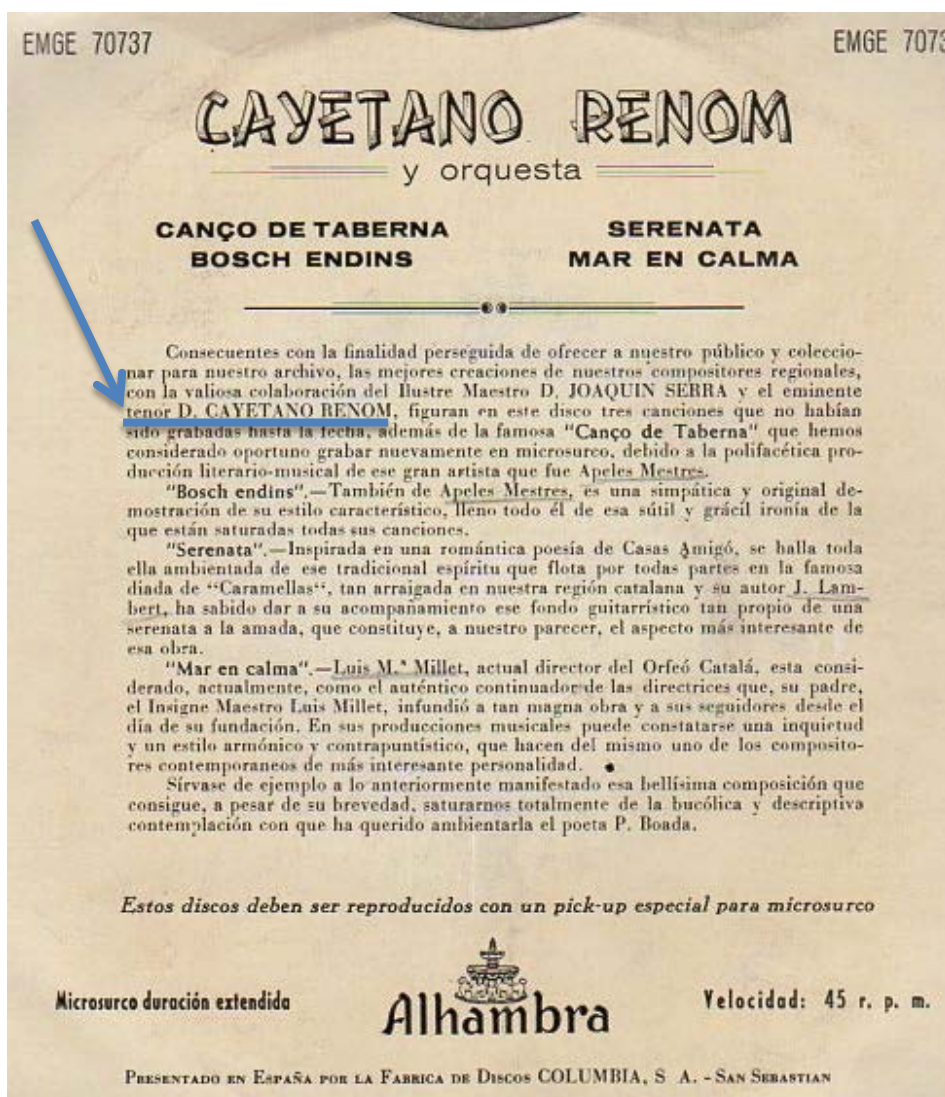 EMGE 70737
EMGE 7073
CAYETANO RENOM
y orquesta
CANÇO DE TABERNA
BOSCH ENDINS
SERENATA
MAR EN CALMA
Consecuentes con la finalidad perseguida de ofrecer a nuestro público y coleccio-
nar para nuestro archivo, las mejores creaciones de nuestros compositores regionales,
con la valiosa colaboración del Ilustre Maestro D. JOAQUIN SERRA y el eminente
tenor D. CAYETANO RENOM, figuran en este disco tres canciones que no habían
sido grabadas hasta la fecha, además de la famosa "Canço de Taberna" que hemos
considerado oportuno grabar nuevamente en microsurco, debido a la polifacética pro-
ducción literario-musical de ese gran artista que fue Apeles Mestres.
"Bosch endins".—También de Apeles Mestres, es una simpática y original de-
mostración de su estilo característico, lleno todo él de esa sútil y grácil ironía de la
que están saturadas todas sus canciones.
"Serenata".—Inspirada en una romántica poesía de Casas Amigó, se halla toda
ella ambientada de ese tradicional espíritu que flota por todas partes en la famosa
diada de "Caramellas", tan arraigada en nuestra región catalana y su autor J. Lam-
bert, ha sabido dar a su acompañamiento ese fondo guitarrístico tan propio de una
serenata a la amada, que constituye, a nuestro parecer, el aspecto más interesante de
esa obra.
"Mar en calma".—Luis M.ª Millet, actual director del Orfeó Catalá, esta consi-
derado, actualmente, como el auténtico continuador de las directrices que, su padre,
el Insigne Maestro Luis Millet, infundió a tan magna obra y a sus seguidores desde el
día de su fundación. En sus producciones musicales puede constatarse una inquietud
y un estilo armónico y contrapuntístico, que hacen del mismo uno de los composito-
res contemporaneos de más interesante personalidad.
Sírvase de ejemplo a lo anteriormente manifestado esa bellísima composición que
consigue, a pesar de su brevedad, saturarnos totalmente de la bucólica y descriptiva
contemplación con que ha querido ambientarla el poeta P. Boada.
Estos discos deben ser reproducidos con un pick-up especial para microsurco
Microsurco duración extendida
Alhambra
Velocidad: 45 r. p. m.
PRESENTADO EN ESPAÑA POR LA FABRICA DE DISCOS COLUMBIA, S A. - SAN SEBASTIAN